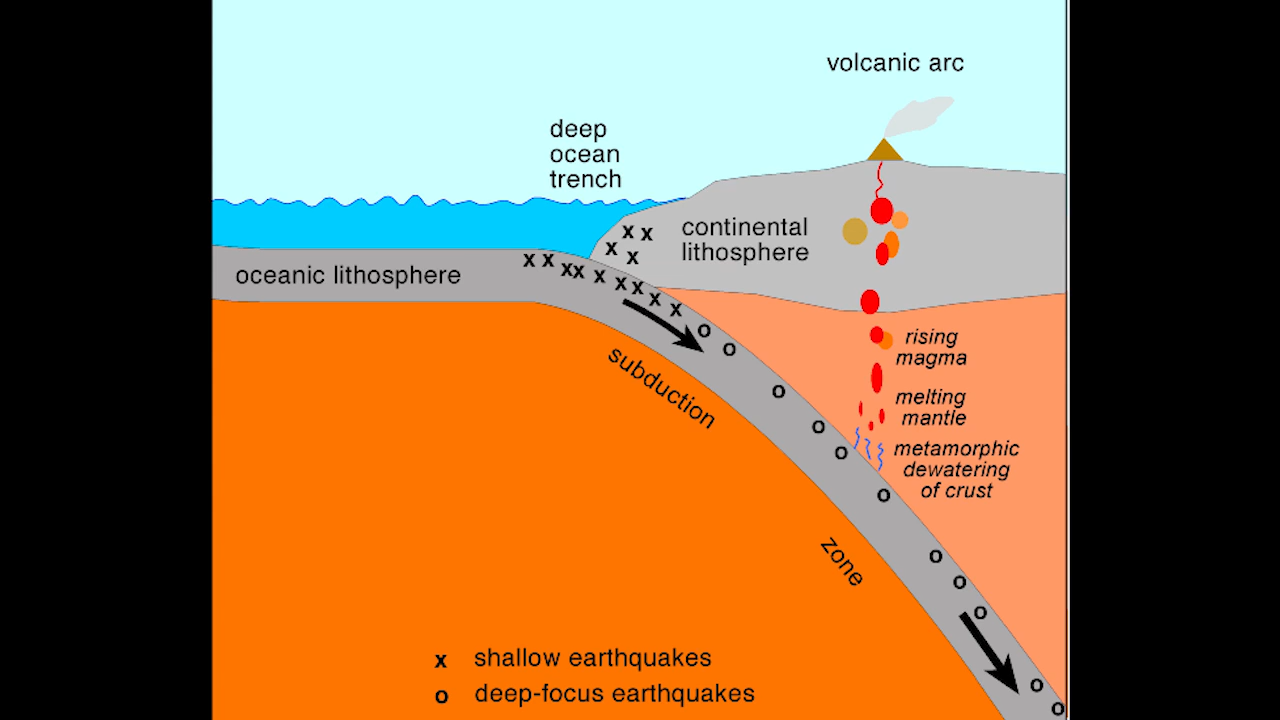 volcanic arc
deep
ocean
trench
continental
lithosphere
oceanic lithosphere
x x x x x x x x x x x x x
o o o o o o o o o o o
subduction
zone
rising
magma
melting
mantle
metamorphic
dewatering
of crust
x shallow earthquakes
o deep-focus earthquakes